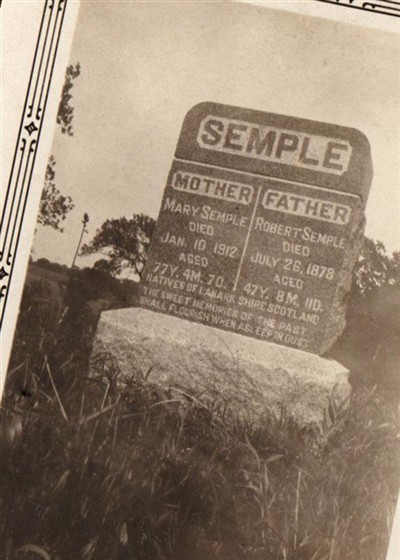 SEMPLE
MOTHER
MARY SEMPLE
DIED
JAN. 10 1912
AGED
77Y. 4M. 7D.
FATHER
ROBERT SEMPLE
DIED
JULY 26, 1878
AGED
47Y. 8M. 11D.
NATIVES OF LANARK SHIRE SCOTLAND
THE SWEET MEMORIES OF THE PAST
SHALL FLOURISH WHEN ASLEEP IN DUST